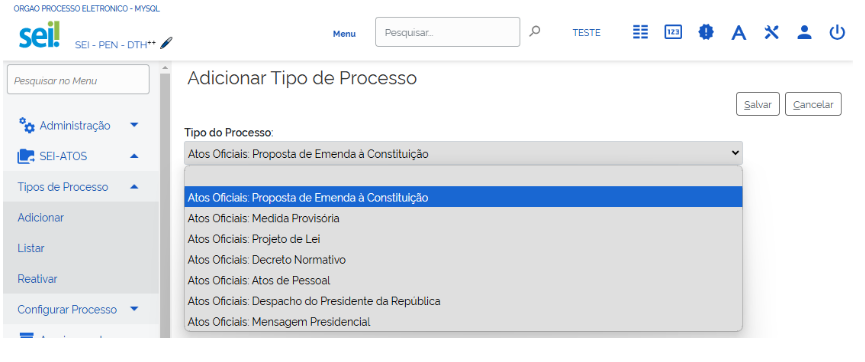 ORGAO PROCESSO ELETRONICO - MYSQL
sei!
SEI - PEN - DTH++
Menu
Pesquisar...
123
TESTE
A
Pesquisar no Menu
Administração
SEI-ATOS
Tipos de Processo
Adicionar
Listar
Reativar
Configurar Processo
Adicionar Tipo de Processo
Salvar
Cancelar
Tipo do Processo:
Atos Oficiais: Proposta de Emenda à Constituição
Atos Oficiais: Proposta de Emenda à Constituição
Atos Oficiais: Medida Provisória
Atos Oficiais: Projeto de Lei
Atos Oficiais: Decreto Normativo
Atos Oficiais: Atos de Pessoal
Atos Oficiais: Despacho do Presidente da República
Atos Oficiais: Mensagem Presidencial